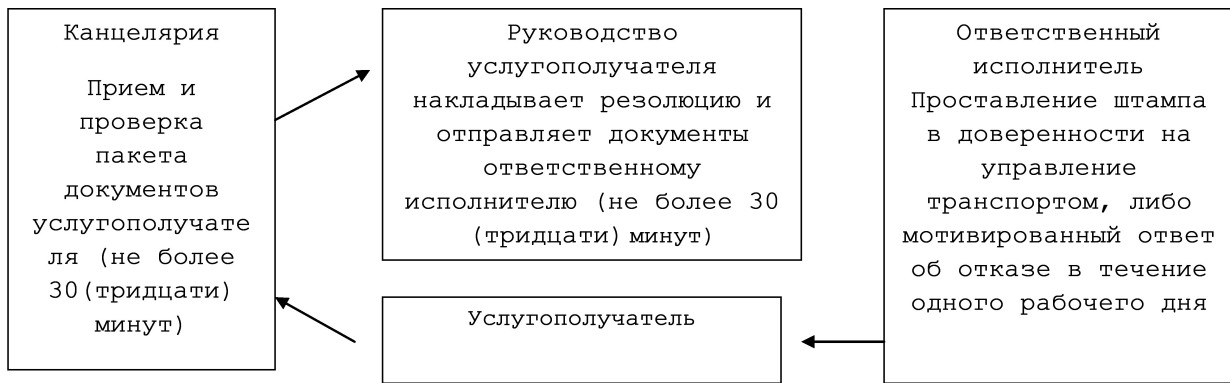 Канцелярия
Прием и
проверка
пакета
документов
услугополучате
ля (не более
30(тридцати)
минут)
Руководство
услугополучателя
накладывает резолюцию и
отправляет документы
ответственному
исполнителю (не более 30
(тридцати) минут)
Услугополучатель
Ответственный
исполнитель
Проставление штампа
в доверенности на
управление
транспортом, либо
мотивированный ответ
об отказе в течение
одного рабочего дня